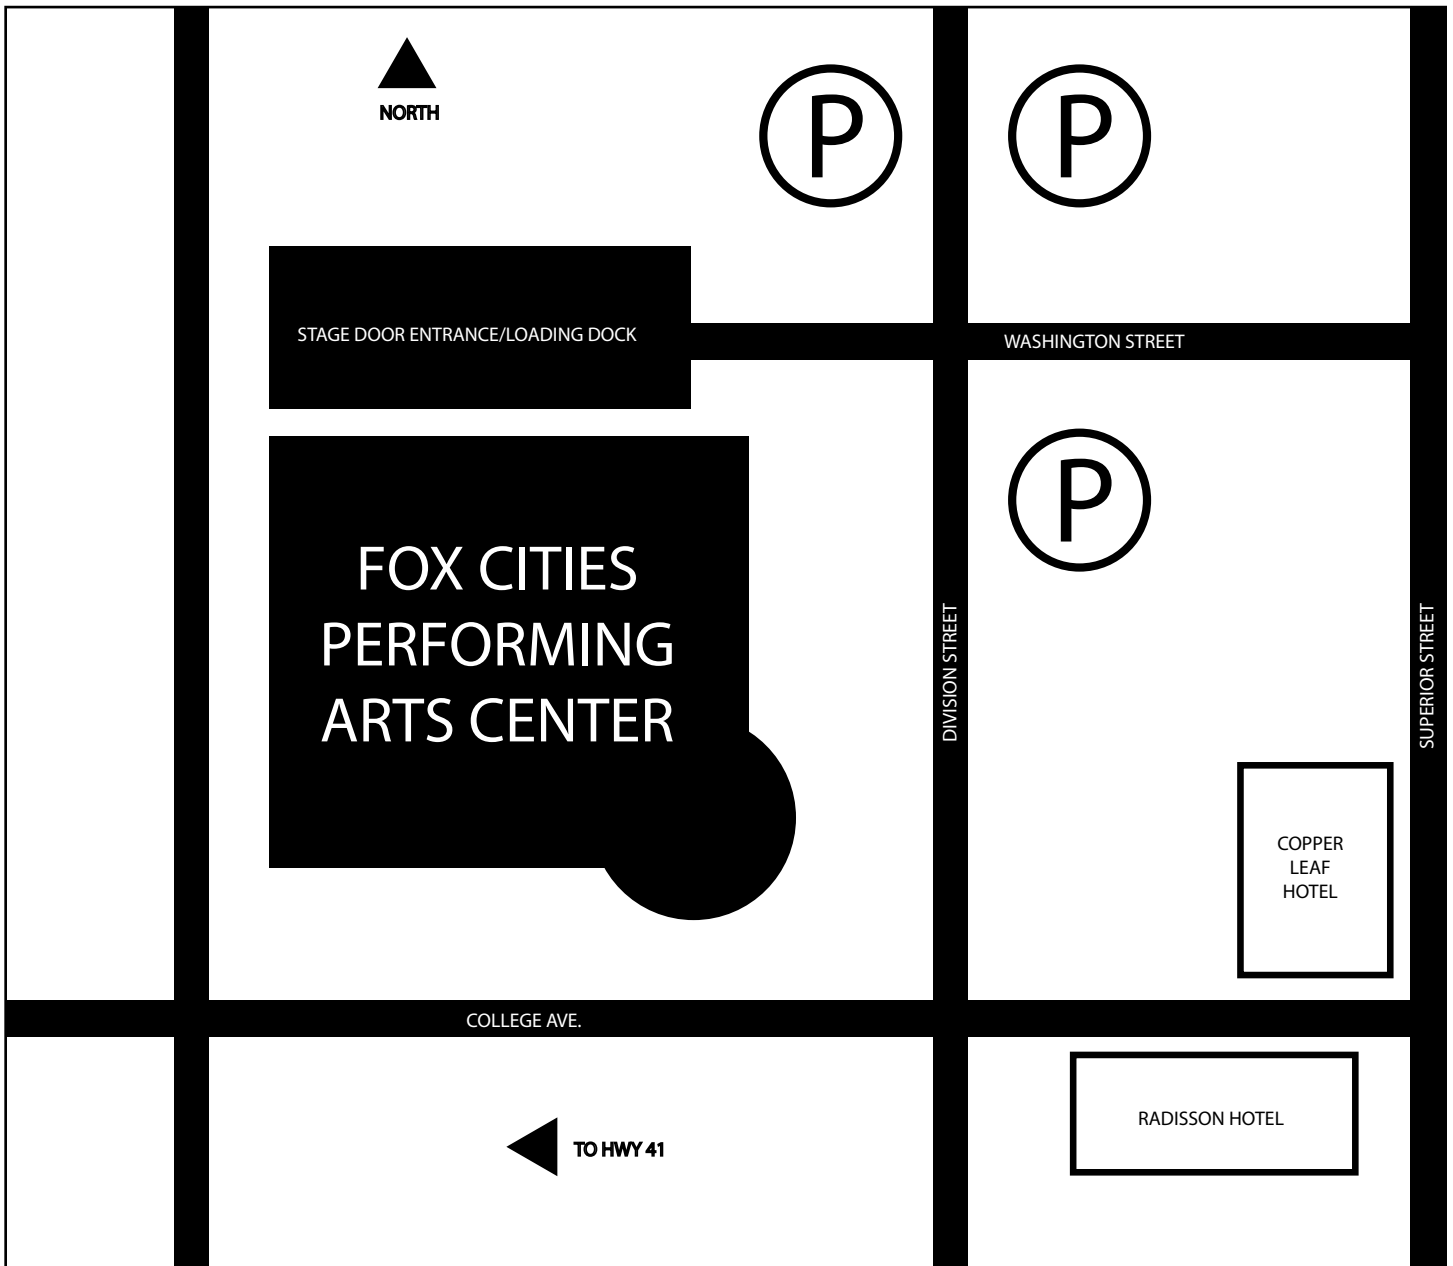 NORTH
P
P
STAGE DOOR ENTRANCE/LOADING DOCK
WASHINGTON STREET
P
FOX CITIES
PERFORMING
ARTS CENTER
DIVISION STREET
SUPERIOR STREET
COPPER
LEAF
HOTEL
COLLEGE AVE.
RADISSON HOTEL
TO HWY 41